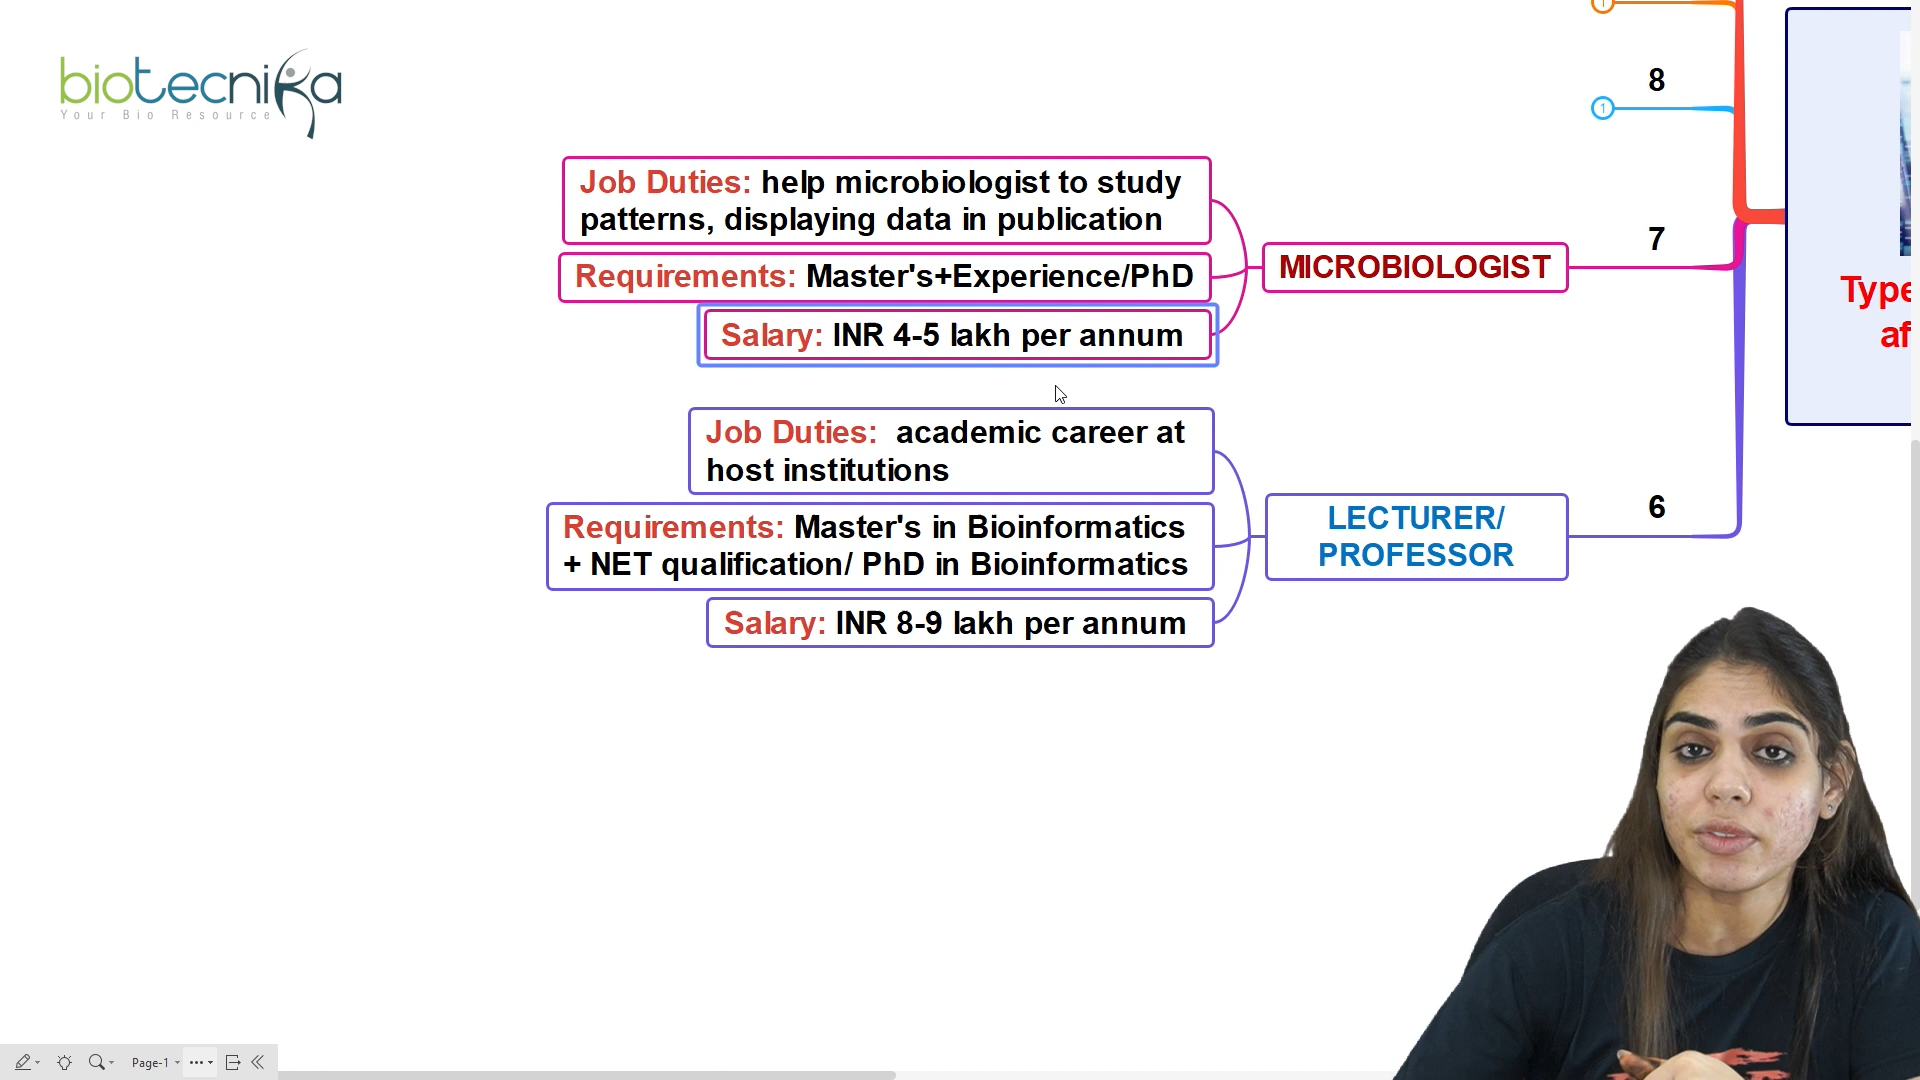 biotecnika
Your Bio Resource
1
8
1
Job Duties: help microbiologist to study
patterns, displaying data in publication
Requirements: Master's+Experience/PhD
Salary: INR 4-5 lakh per annum
MICROBIOLOGIST
7
Type
af
Job Duties:  academic career at
host institutions
Requirements: Master's in Bioinformatics
+ NET qualification/ PhD in Bioinformatics
Salary: INR 8-9 lakh per annum
LECTURER/
PROFESSOR
6
Page-1